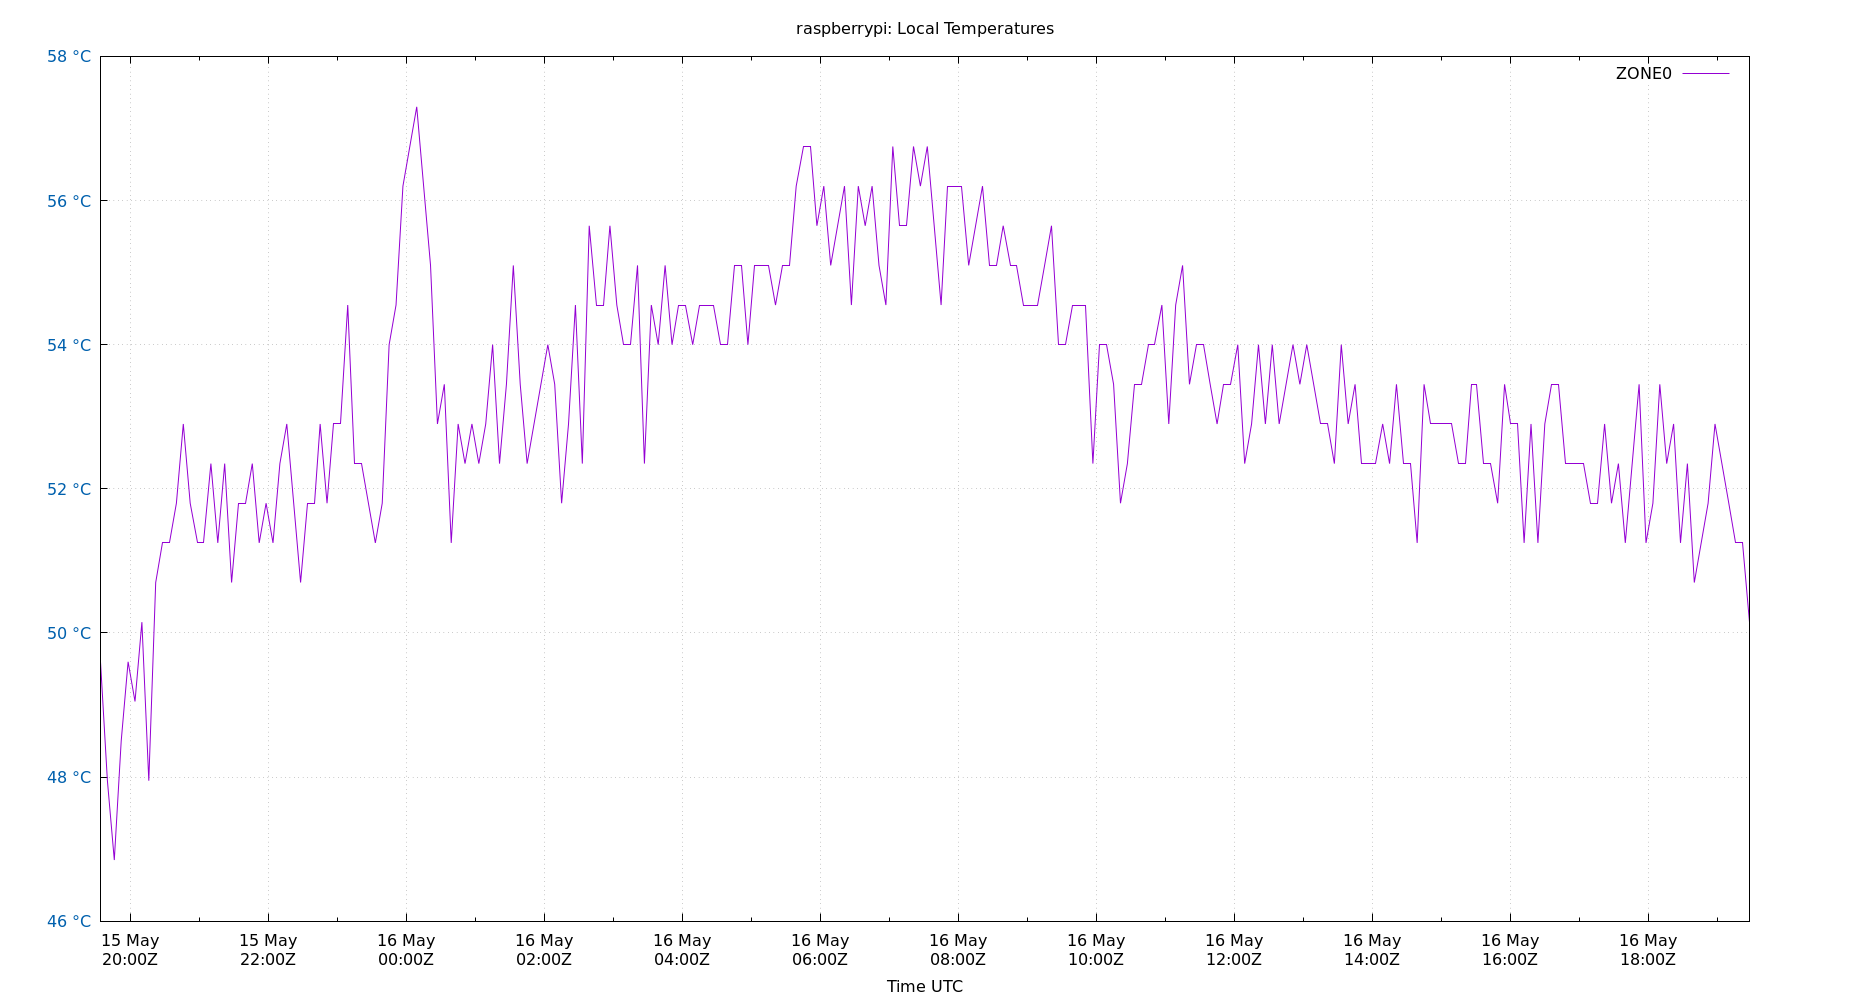 raspberrypi: Local Temperatures
58 °C
ZONE0
56 °C
54 °C
52 °C
50 °C
48 °C
46 °C
15 May 15 May 16 May 16 May 16 May 16 May 16 May 16 May 16 May 16 May 16 May 16 May
20:00Z 22:00Z 00:00Z 02:00Z 04:00Z 06:00Z 08:00Z 10:00Z 12:00Z 14:00Z 16:00Z 18:00Z
Time UTC